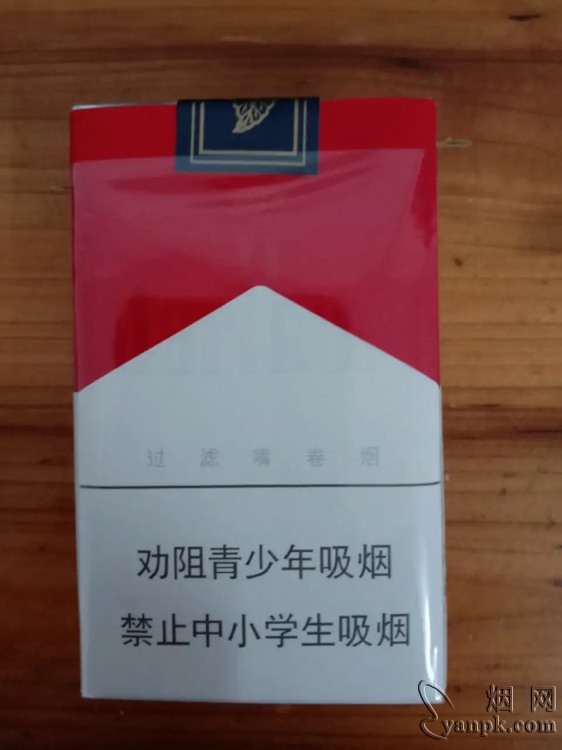 过滤嘴卷烟
劝阻青少年吸烟
禁止中小学生吸烟
烟网
yanpk.com